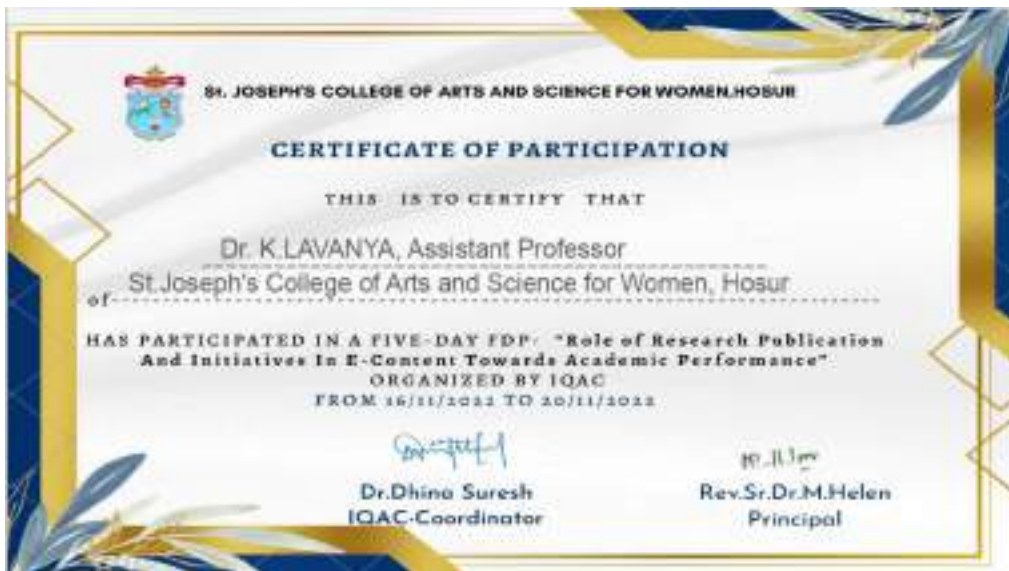 St. JOSEPH'S COLLEGE OF ARTS AND SCIENCE FOR WOMEN,HOSUR
CERTIFICATE OF PARTICIPATION
THIS IS TO CERTIFY THAT
Dr. K.LAVANYA, Assistant Professor
of St.Joseph's College of Arts and Science for Women, Hosur
HAS PARTICIPATED IN A FIVE-DAY FDP- "Role of Research Publication
And Initiatives In E-Content Towards Academic Performance"
ORGANIZED BY IQAC
FROM 16/11/2022 TO 20/11/2022
Dr.Dhina Suresh
IQAC-Coordinator
Rev.Sr.Dr.M.Helen
Principal